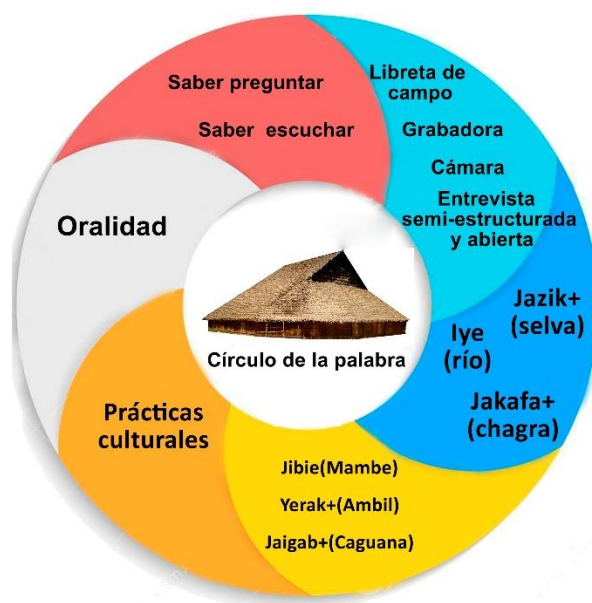 Saber preguntar
Saber escuchar
Libreta de
campo
Grabadora
Cámara
Entrevista
semi-estructurada
y abierta
Jazik+
(selva)
Iye
(río)
Jakafa+
(chagra)
Jibie(Mambe)
Yerak+(Ambil)
Jaigab+(Caguana)
Prácticas
culturales
Oralidad
Círculo de la palabra